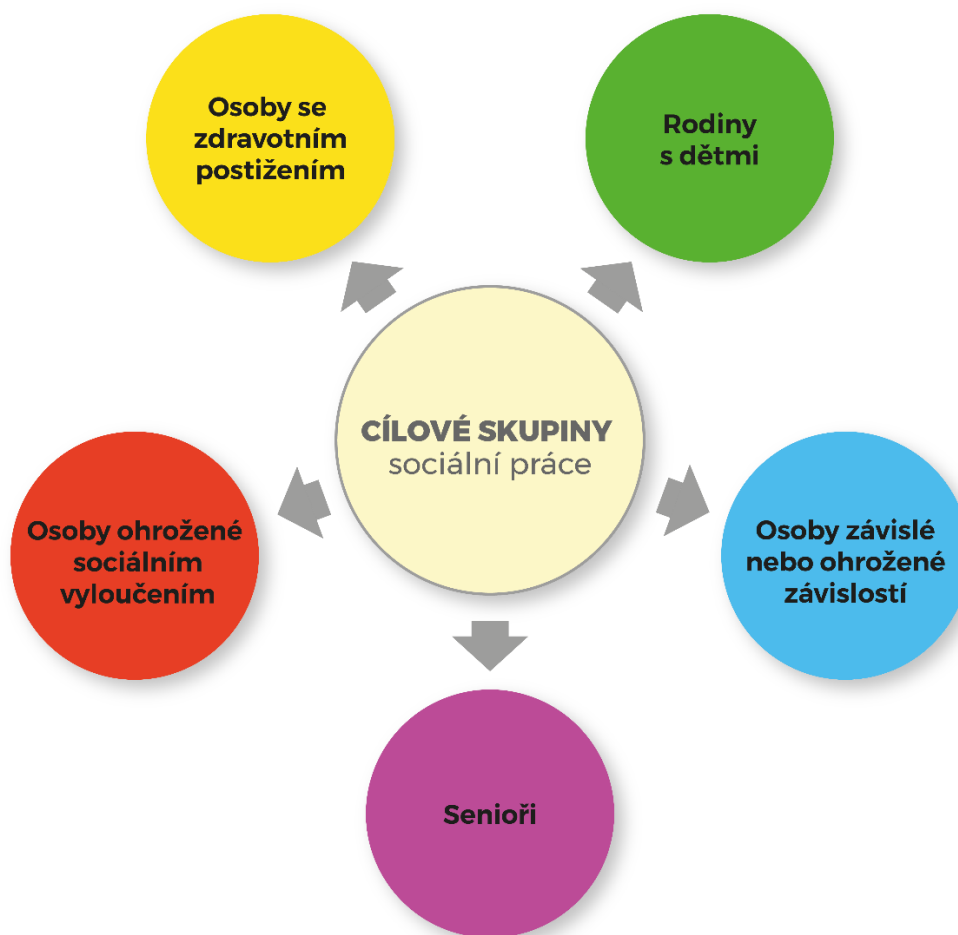 Osoby se
zdravotním
postižením
Rodiny
s dětmi
CÍLOVÉ SKUPINY
sociální práce
Osoby ohrožené
sociálním
vyloučením
Osoby závislé
nebo ohrožené
závislostí
Senioři